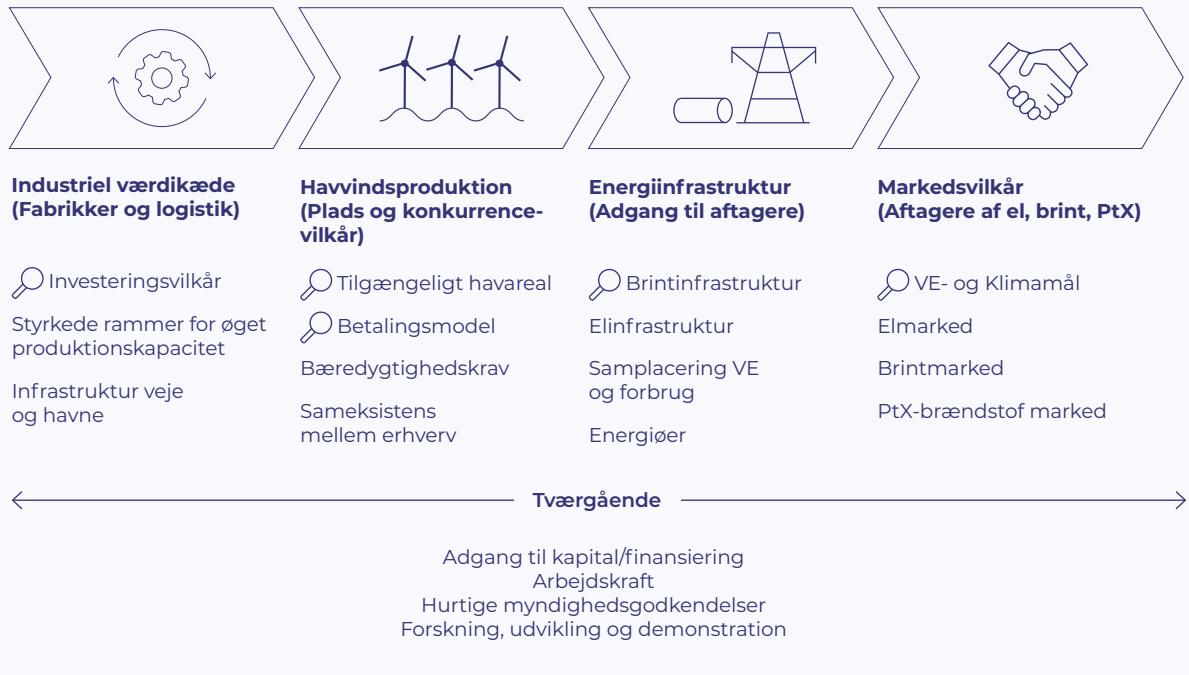 Industriel værdikæde
(Fabrikker og logistik)
Investeringsvilkår
Styrkede rammer for øget
produktionskapacitet
Infrastruktur veje
og havne
Havvindsproduktion
(Plads og konkurrence-
vilkår)
Tilgængeligt havareal
Betalingsmodel
Bæredygtighedskrav
Sameksistens
mellem erhverv
Energiinfrastruktur
(Adgang til aftagere)
Brintinfrastruktur
Elinfrastruktur
Samplacering VE
og forbrug
Energiøer
Markedsvilkår
(Aftagere af el, brint, PtX)
VE- og Klimamål
Elmarked
Brintmarked
PtX-brændstof marked
Tværgående
Adgang til kapital/finansiering
Arbejdskraft
Hurtige myndighedsgodkendelser
Forskning, udvikling og demonstration